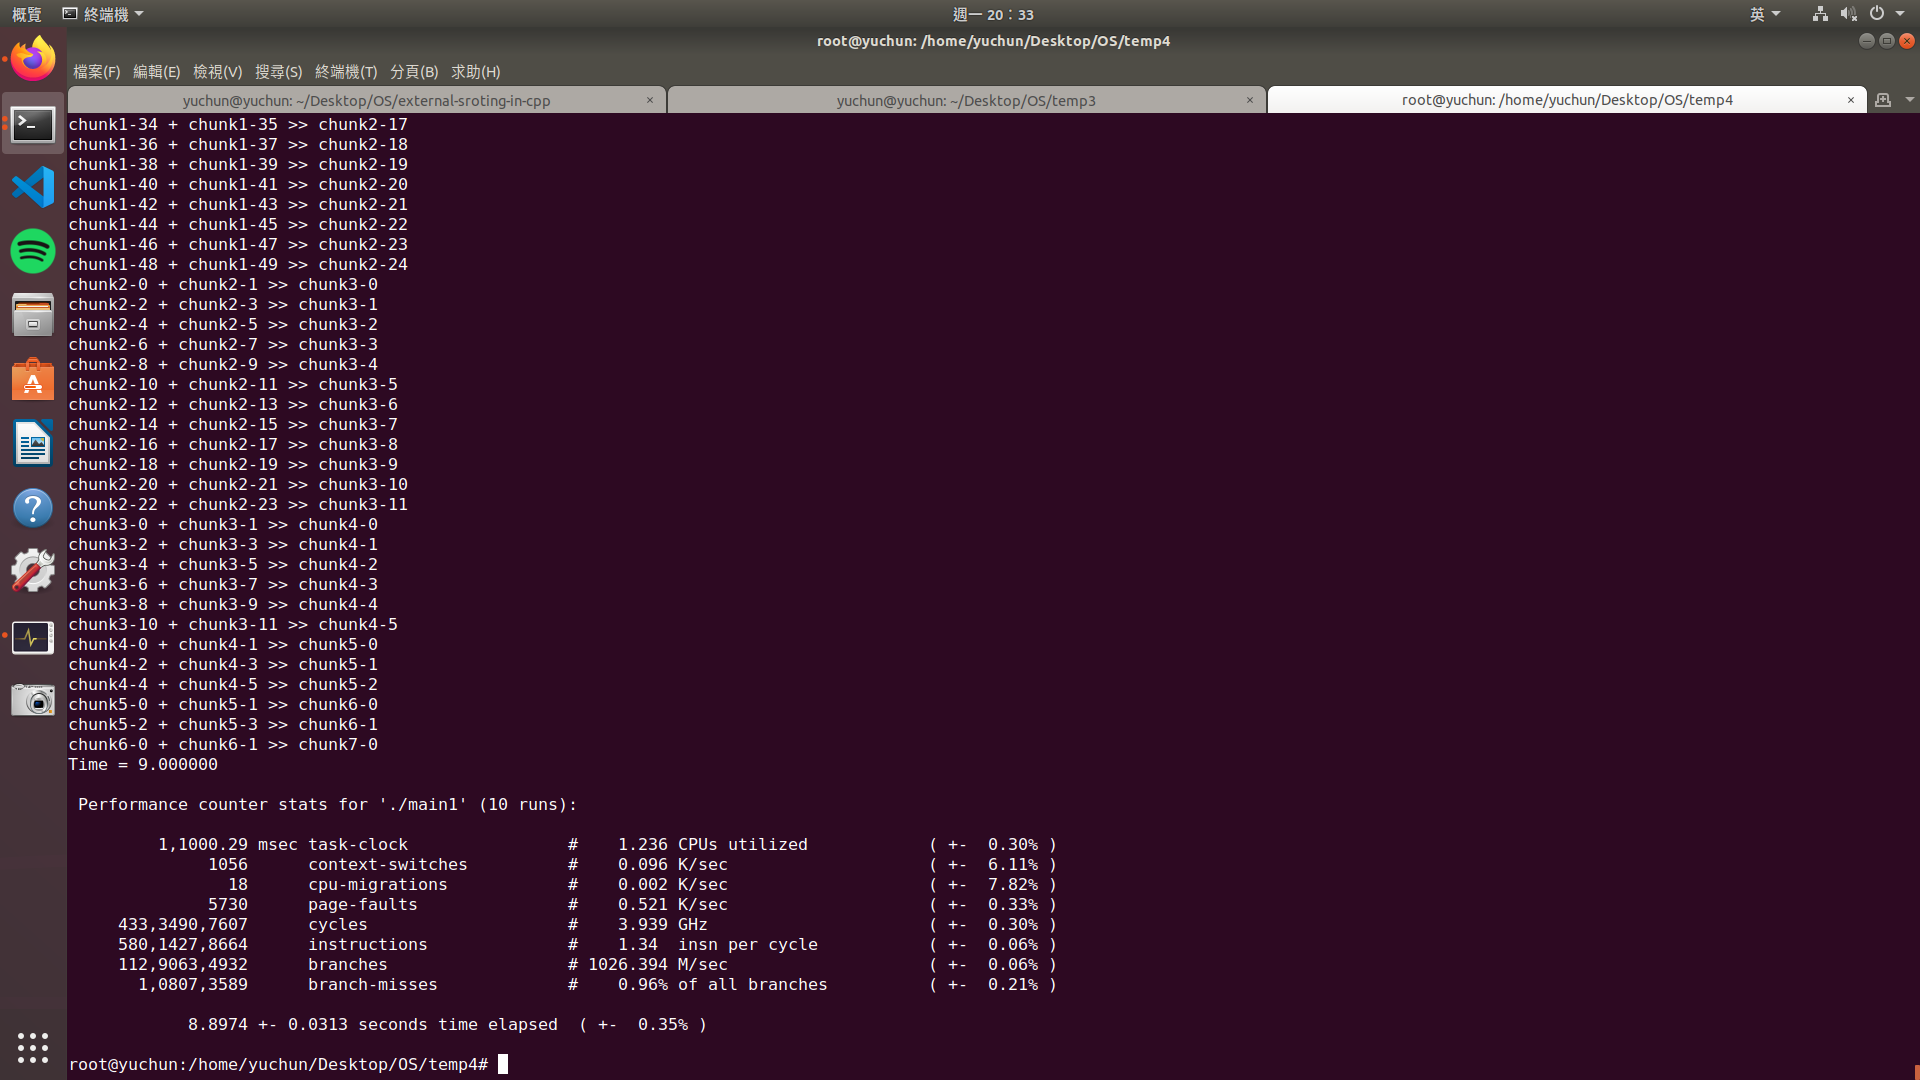 概覽 終端機 週一 20：33 英
root@yuchun: /home/yuchun/Desktop/OS/temp4
檔案(F) 編輯(E) 檢視(V) 搜尋(S) 終端機(T) 分頁(B) 求助(H)
yuchun@yuchun: ~/Desktop/OS/external-sroting-in-cpp × yuchun@yuchun: ~/Desktop/OS/temp3 × root@yuchun: /home/yuchun/Desktop/OS/temp4 ×
chunk1-34 + chunk1-35 >> chunk2-17
chunk1-36 + chunk1-37 >> chunk2-18
chunk1-38 + chunk1-39 >> chunk2-19
chunk1-40 + chunk1-41 >> chunk2-20
chunk1-42 + chunk1-43 >> chunk2-21
chunk1-44 + chunk1-45 >> chunk2-22
chunk1-46 + chunk1-47 >> chunk2-23
chunk1-48 + chunk1-49 >> chunk2-24
chunk2-0 + chunk2-1 >> chunk3-0
chunk2-2 + chunk2-3 >> chunk3-1
chunk2-4 + chunk2-5 >> chunk3-2
chunk2-6 + chunk2-7 >> chunk3-3
chunk2-8 + chunk2-9 >> chunk3-4
chunk2-10 + chunk2-11 >> chunk3-5
chunk2-12 + chunk2-13 >> chunk3-6
chunk2-14 + chunk2-15 >> chunk3-7
chunk2-16 + chunk2-17 >> chunk3-8
chunk2-18 + chunk2-19 >> chunk3-9
chunk2-20 + chunk2-21 >> chunk3-10
chunk2-22 + chunk2-23 >> chunk3-11
chunk3-0 + chunk3-1 >> chunk4-0
chunk3-2 + chunk3-3 >> chunk4-1
chunk3-4 + chunk3-5 >> chunk4-2
chunk3-6 + chunk3-7 >> chunk4-3
chunk3-8 + chunk3-9 >> chunk4-4
chunk3-10 + chunk3-11 >> chunk4-5
chunk4-0 + chunk4-1 >> chunk5-0
chunk4-2 + chunk4-3 >> chunk5-1
chunk4-4 + chunk4-5 >> chunk5-2
chunk5-0 + chunk5-1 >> chunk6-0
chunk5-2 + chunk5-3 >> chunk6-1
chunk6-0 + chunk6-1 >> chunk7-0
Time = 9.000000
Performance counter stats for './main1' (10 runs):
1,1000.29 msec task-clock # 1.236 CPUs utilized ( +- 0.30% )
1056 context-switches # 0.096 K/sec ( +- 6.11% )
18 cpu-migrations # 0.002 K/sec ( +- 7.82% )
5730 page-faults # 0.521 K/sec ( +- 0.33% )
433,3490,7607 cycles # 3.939 GHz ( +- 0.30% )
580,1427,8664 instructions # 1.34 insn per cycle ( +- 0.06% )
112,9063,4932 branches # 1026.394 M/sec ( +- 0.06% )
1,0807,3589 branch-misses # 0.96% of all branches ( +- 0.21% )
8.8974 +- 0.0313 seconds time elapsed ( +- 0.35% )
root@yuchun:/home/yuchun/Desktop/OS/temp4#